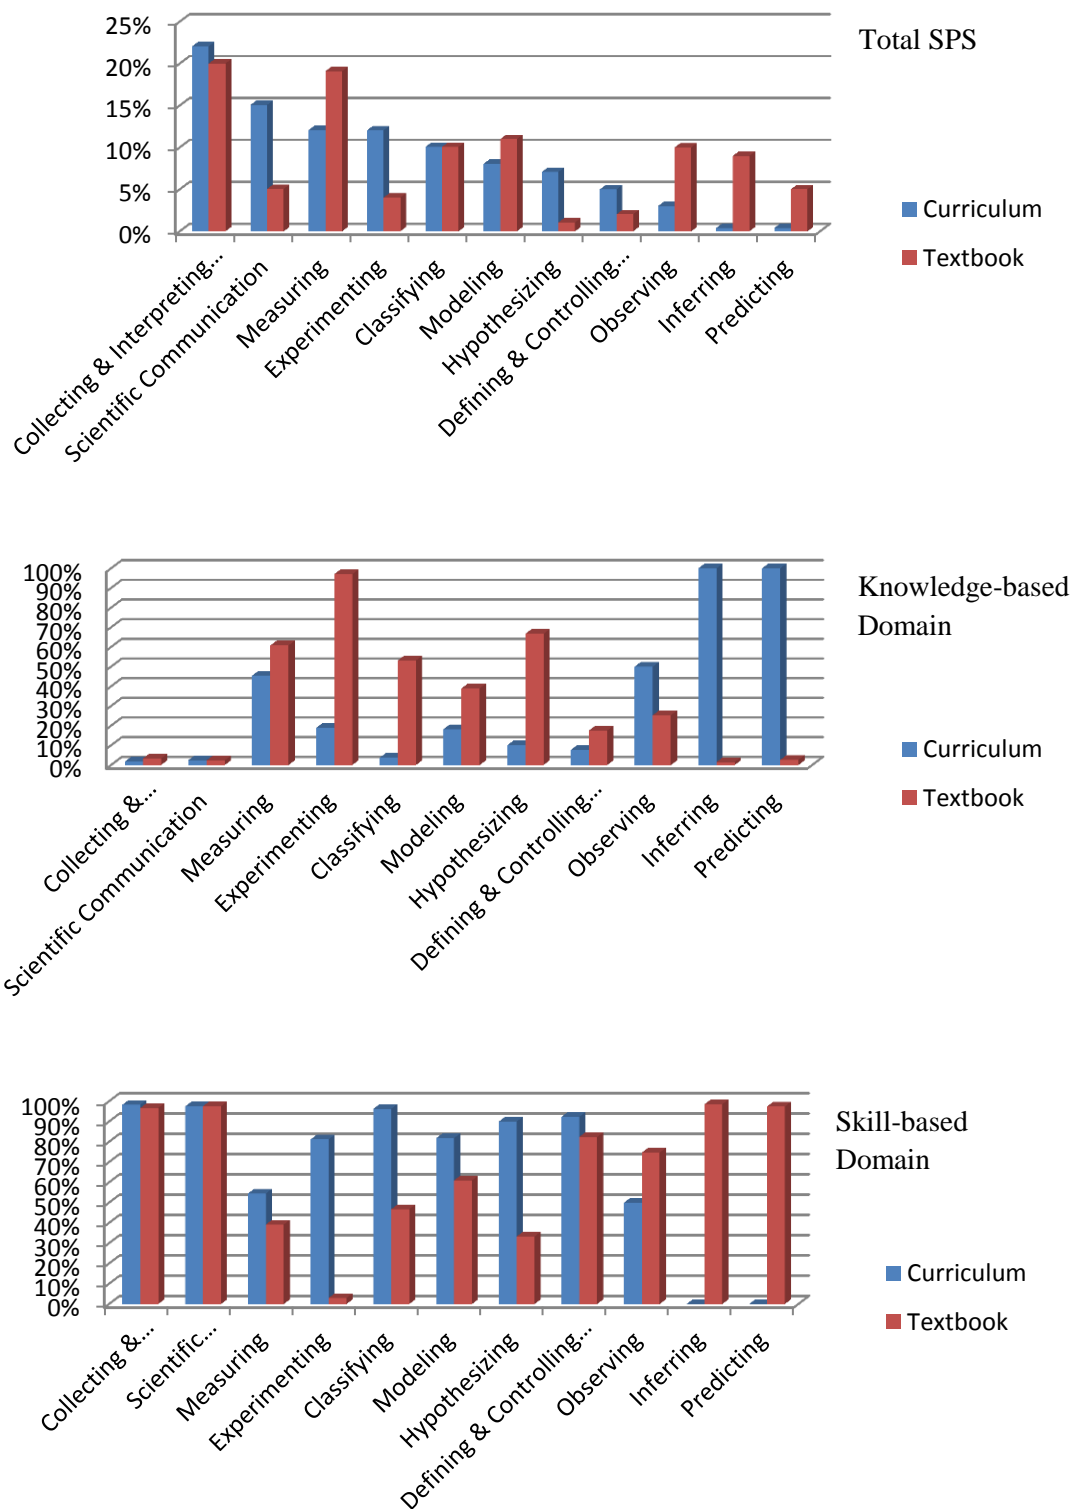 Total SPS
25%
20%
15%
10%
5%
0%
Collecting & Interpreting...
Scientific Communication
Measuring
Experimenting
Classifying
Modeling
Hypothesizing
Defining & Controlling...
Observing
Inferring
Predicting
Curriculum
Textbook
Knowledge-based
Domain
100%
90%
80%
70%
60%
50%
40%
30%
20%
10%
0%
Collecting &...
Scientific Communication
Measuring
Experimenting
Classifying
Modeling
Hypothesizing
Defining & Controlling...
Observing
Inferring
Predicting
Curriculum
Textbook
Skill-based
Domain
100%
90%
80%
70%
60%
50%
40%
30%
20%
10%
0%
Collecting &...
Scientific...
Measuring
Experimenting
Classifying
Modeling
Hypothesizing
Defining & Controlling...
Observing
Inferring
Predicting
Curriculum
Textbook